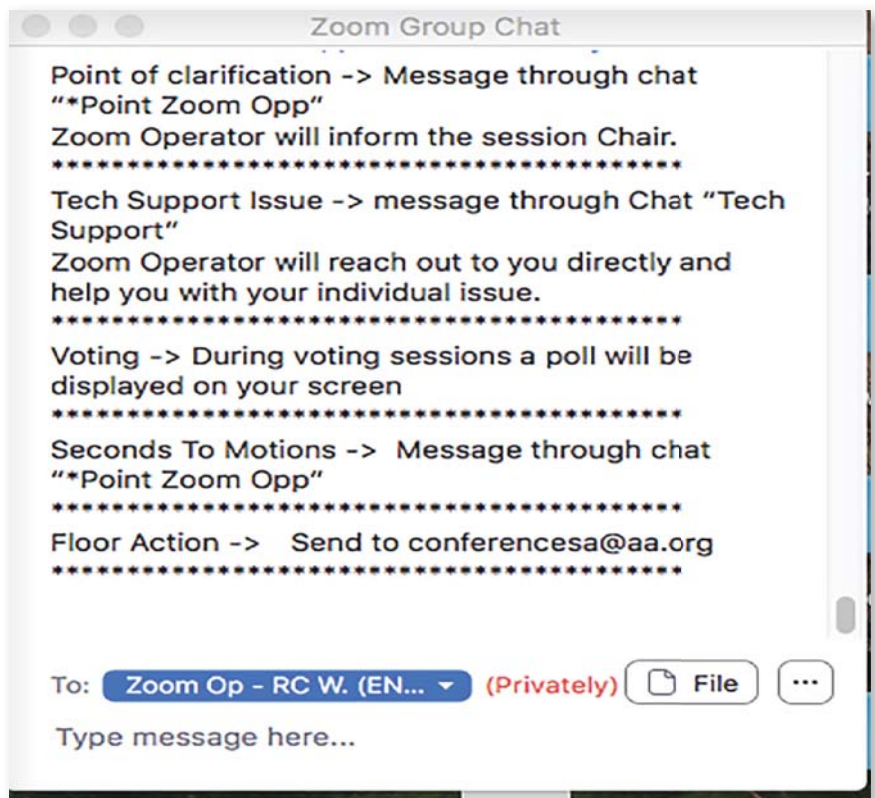 Zoom Group Chat
Point of clarification -> Message through chat
“*Point Zoom Opp”
Zoom Operator will inform the session Chair.
******************************************
Tech Support Issue -> message through Chat “Tech
Support”
Zoom Operator will reach out to you directly and
help you with your individual issue.
******************************************
Voting -> During voting sessions a poll will be
displayed on your screen
******************************************
Seconds To Motions -> Message through chat
“*Point Zoom Opp”
******************************************
Floor Action -> Send to conferencesa@aa.org
******************************************
To: Zoom Op - RC W. (EN... (Privately) File ...
Type message here...